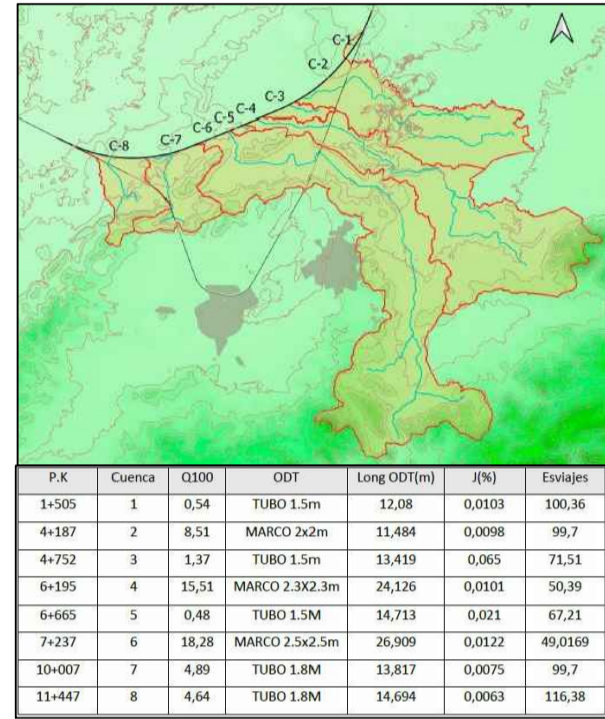 C-1
C-2
C-3
C-4
C-5
C-6
C-7
C-8
P.K Cuenca Q100 ODT Long ODT(m) J(%) Esviajes
1+505 1 0,54 TUBO 1.5m 12,08 0,0103 100,36
4+187 2 8,51 MARCO 2x2m 11,484 0,0098 99,7
4+752 3 1,37 TUBO 1.5m 13,419 0,065 71,51
6+195 4 15,51 MARCO 2.3X2.3m 24,126 0,0101 50,39
6+665 5 0,48 TUBO 1.5M 14,713 0,021 67,21
7+237 6 18,28 MARCO 2.5x2.5m 26,909 0,0122 49,0169
10+007 7 4,89 TUBO 1.8M 13,817 0,0075 99,7
11+447 8 4,64 TUBO 1.8M 14,694 0,0063 116,38